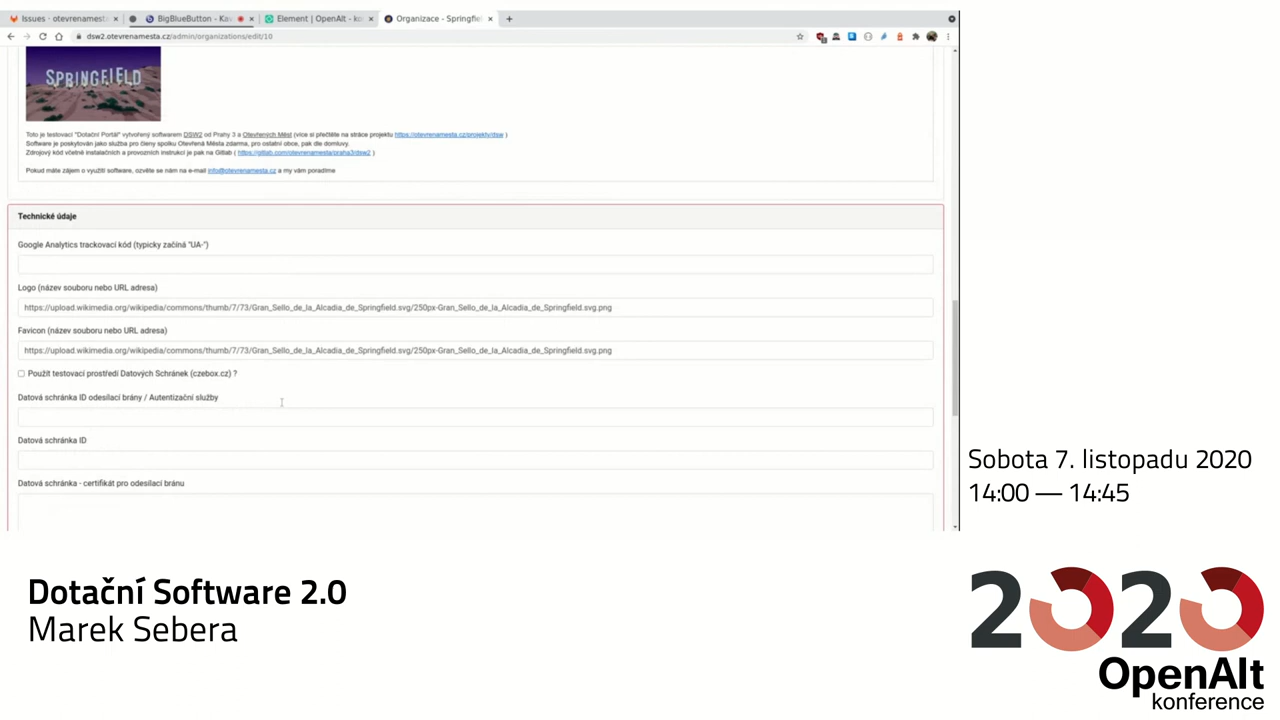 Issues · otevrenamest
BigBlueButton - Kav
Element | OpenAlt - ko
Organizace - Springfiel
dsw2.otevrenamesta.cz/admin/organizations/edit/10
SPRINGFIELD
Toto je testovací "Dotační Portál" vytvořený softwarem DSW2 od Prahy 3 a Otevřených Měst (více si přečtěte na stráce projektu https://otevrenamesta.cz/projekty/dsw )
Software je poskytován jako služba pro členy spolku Otevřená Města zdarma, pro ostatní obce, pak dle domluvy.
Zdrojový kód včetně instalačních a provozních instrukcí je pak na Gitlab ( https://gitlab.com/otevrenamesta/praha3/dsw2 )
Pokud máte zájem o využití software, ozvěte se nám na e-mail info@otevrenamesta.cz a my vám poradíme
Technické údaje
Google Analytics trackovací kód (typicky začíná "UA-")
Logo (název souboru nebo URL adresa)
https://upload.wikimedia.org/wikipedia/commons/thumb/7/73/Gran_Sello_de_la_Alcadia_de_Springfield.svg/250px-Gran_Sello_de_la_Alcadia_de_Springfield.svg.png
Favicon (název souboru nebo URL adresa)
https://upload.wikimedia.org/wikipedia/commons/thumb/7/73/Gran_Sello_de_la_Alcadia_de_Springfield.svg/250px-Gran_Sello_de_la_Alcadia_de_Springfield.svg.png
Použít testovací prostředí Datových Schránek (czebox.cz) ?
Datová schránka ID odesílací brány / Autentizační služby
Datová schránka ID
Datová schránka - certifikát pro odesílací bránu
Sobota 7. listopadu 2020
14:00 — 14:45
Dotační Software 2.0
Marek Sebera
2020
OpenAlt
konference